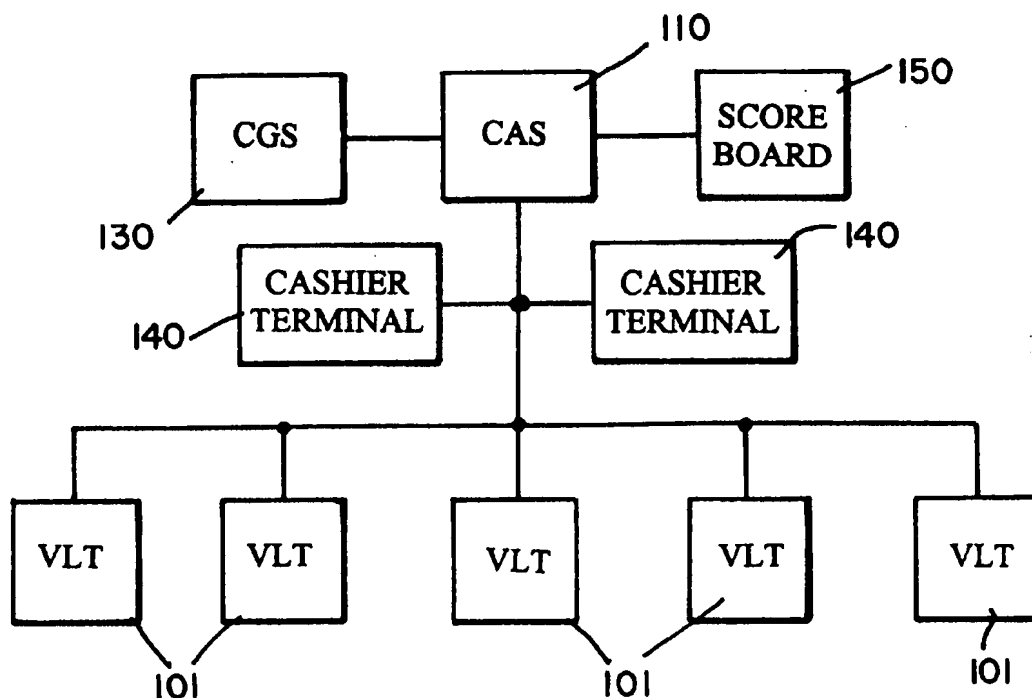 110
150
CGS
CAS
SCORE
BOARD
130
140
CASHIER
TERMINAL
CASHIER
TERMINAL
140
VLT
VLT
VLT
VLT
VLT
101
101
101